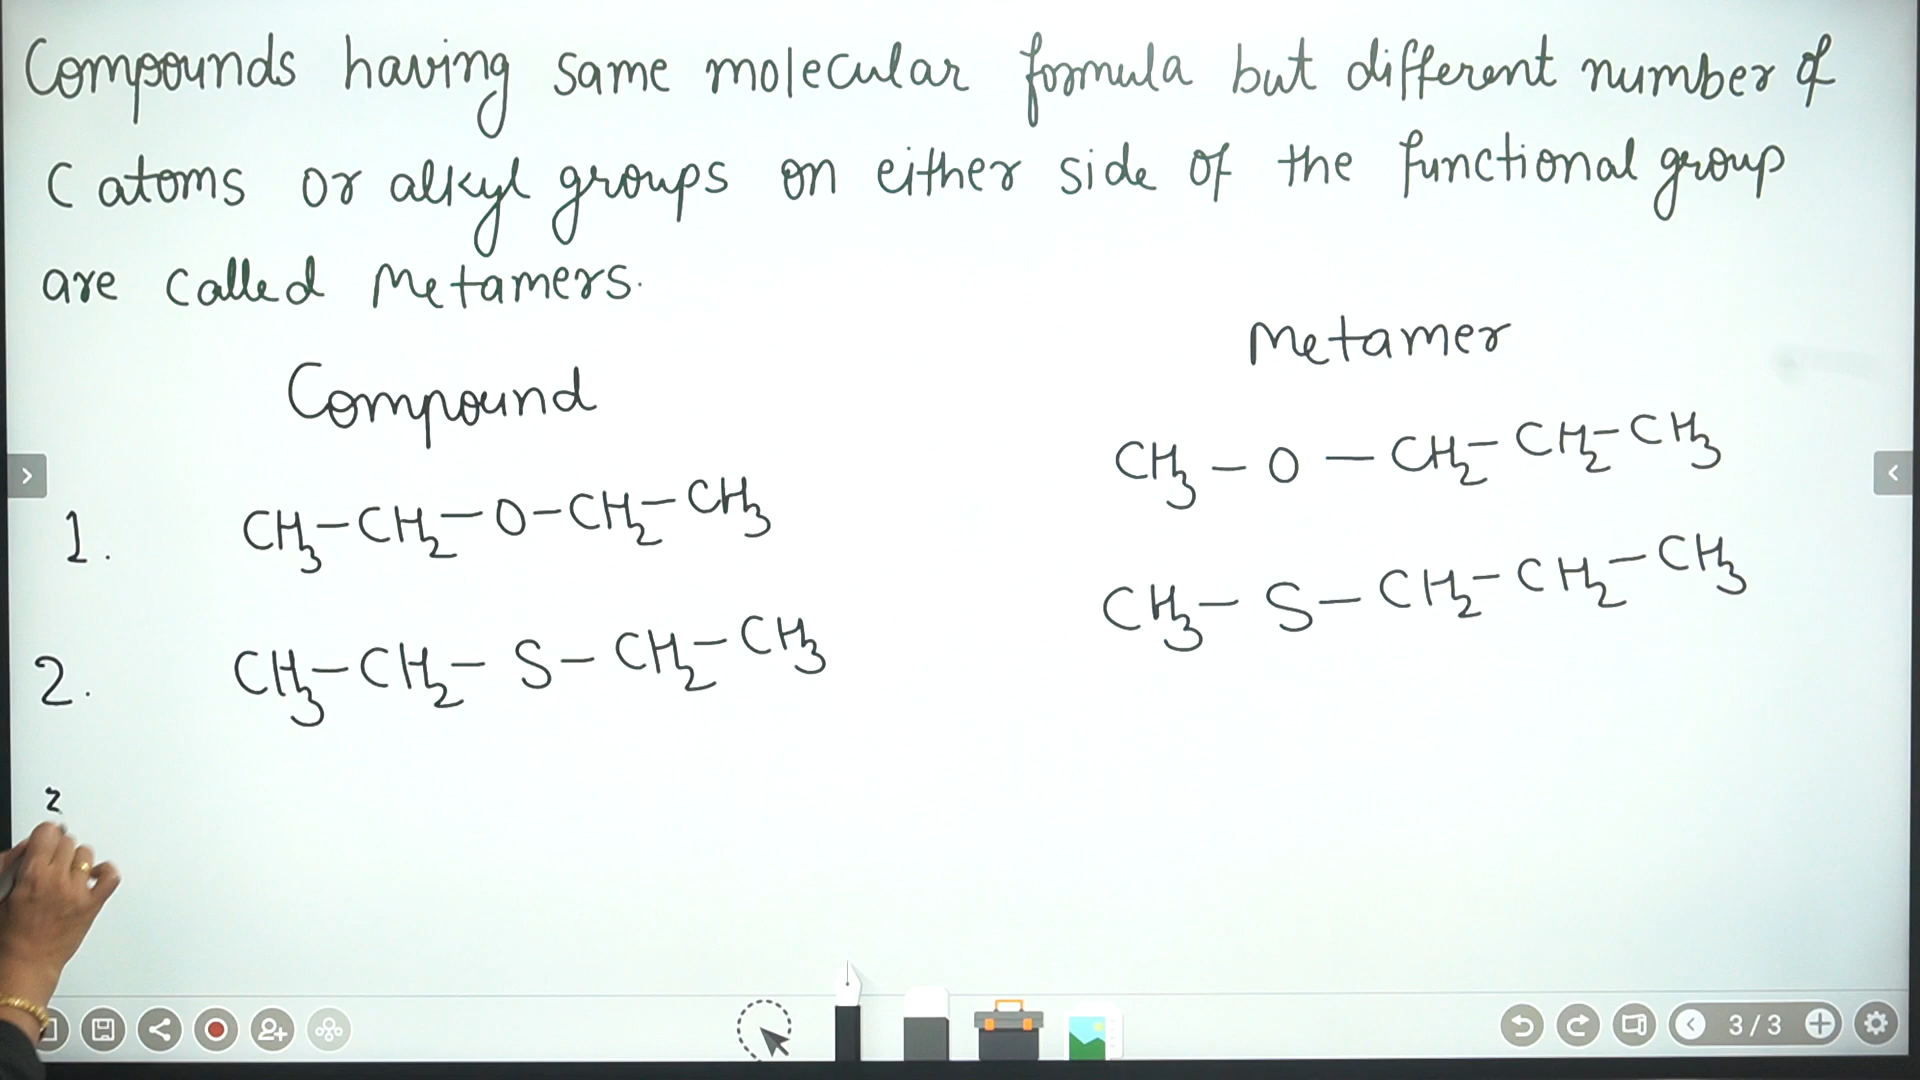 Compounds having same molecular formula but different number of
C atoms or alkyl groups on either side of the functional group
are called Metamers.
Metamer
Compound
CH3 - O - CH2 - CH2 - CH3
1. CH3 - CH2 - O - CH2 - CH3
CH3 - S - CH2 - CH2 - CH3
2. CH3 - CH2 - S - CH2 - CH3
3/3